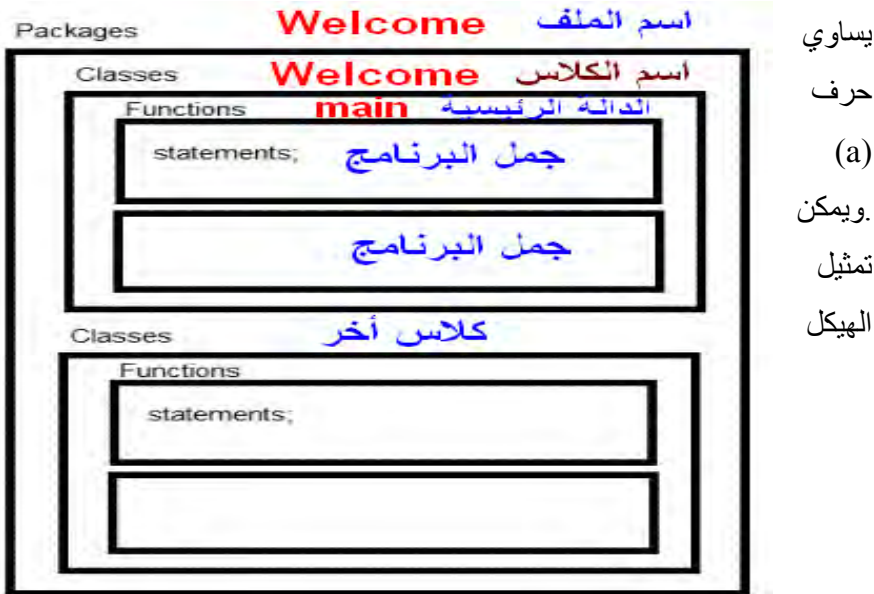 Packages Welcome اسم الملف
Classes Welcome اسم الكلاس
Functions main الدالة الرئيسية
statements; جمل البرنامج
جمل البرنامج
Classes كلاس أخر
Functions
statements;
يساوي
حرف
(a)
.ويمكن
تمثيل
الهيكل